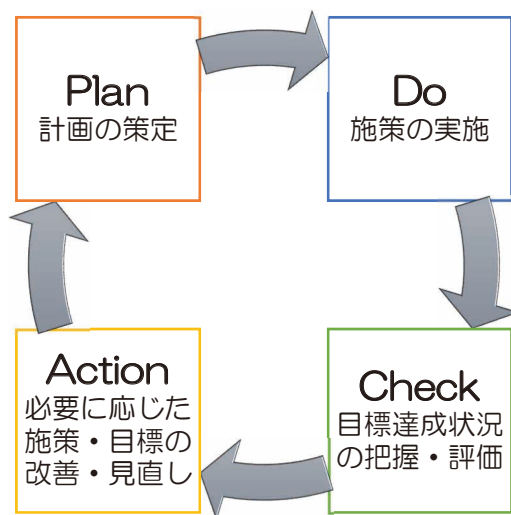 Plan
計画の策定
Do
施策の実施
Check
目標達成状況
の把握・評価
Action
必要に応じた
施策・目標の
改善・見直し